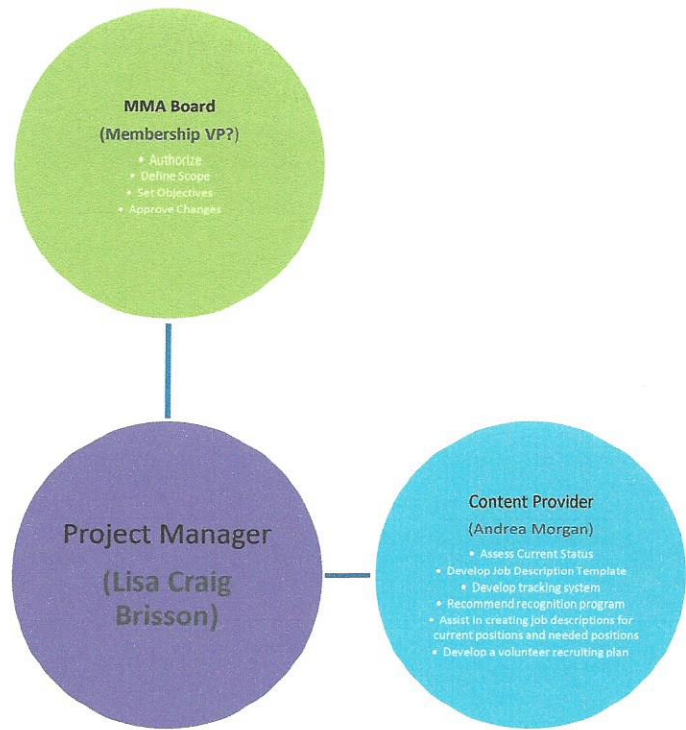 MMA Board
(Membership VP?)
• Authorize
• Define Scope
• Set Objectives
• Approve Changes
Project Manager
(Lisa Craig
Brisson)
Content Provider
(Andrea Morgan)
• Assess Current Status
• Develop Job Description Template
• Develop tracking system
• Recommend recognition program
• Assist in creating job descriptions for
current positions and needed positions
• Develop a volunteer recruiting plan